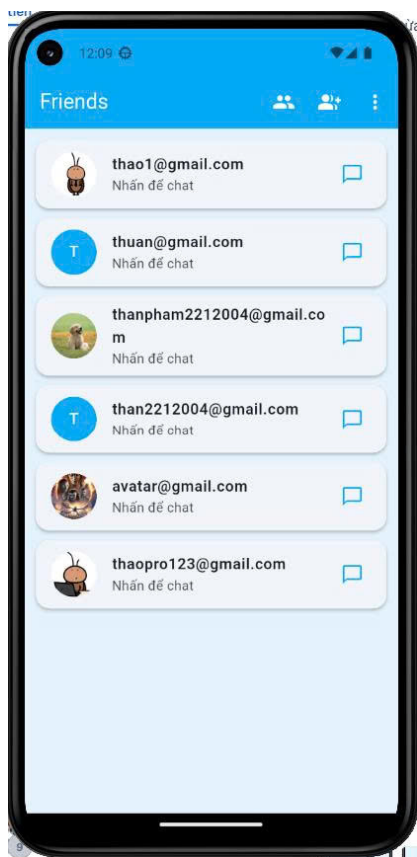 tiên
12:09
Friends
thao1@gmail.com
Nhấn để chat
T
thuan@gmail.com
Nhấn để chat
thanpham2212004@gmail.co
m
Nhấn để chat
T
than2212004@gmail.com
Nhấn để chat
avatar@gmail.com
Nhấn để chat
thaopro123@gmail.com
Nhấn để chat
9